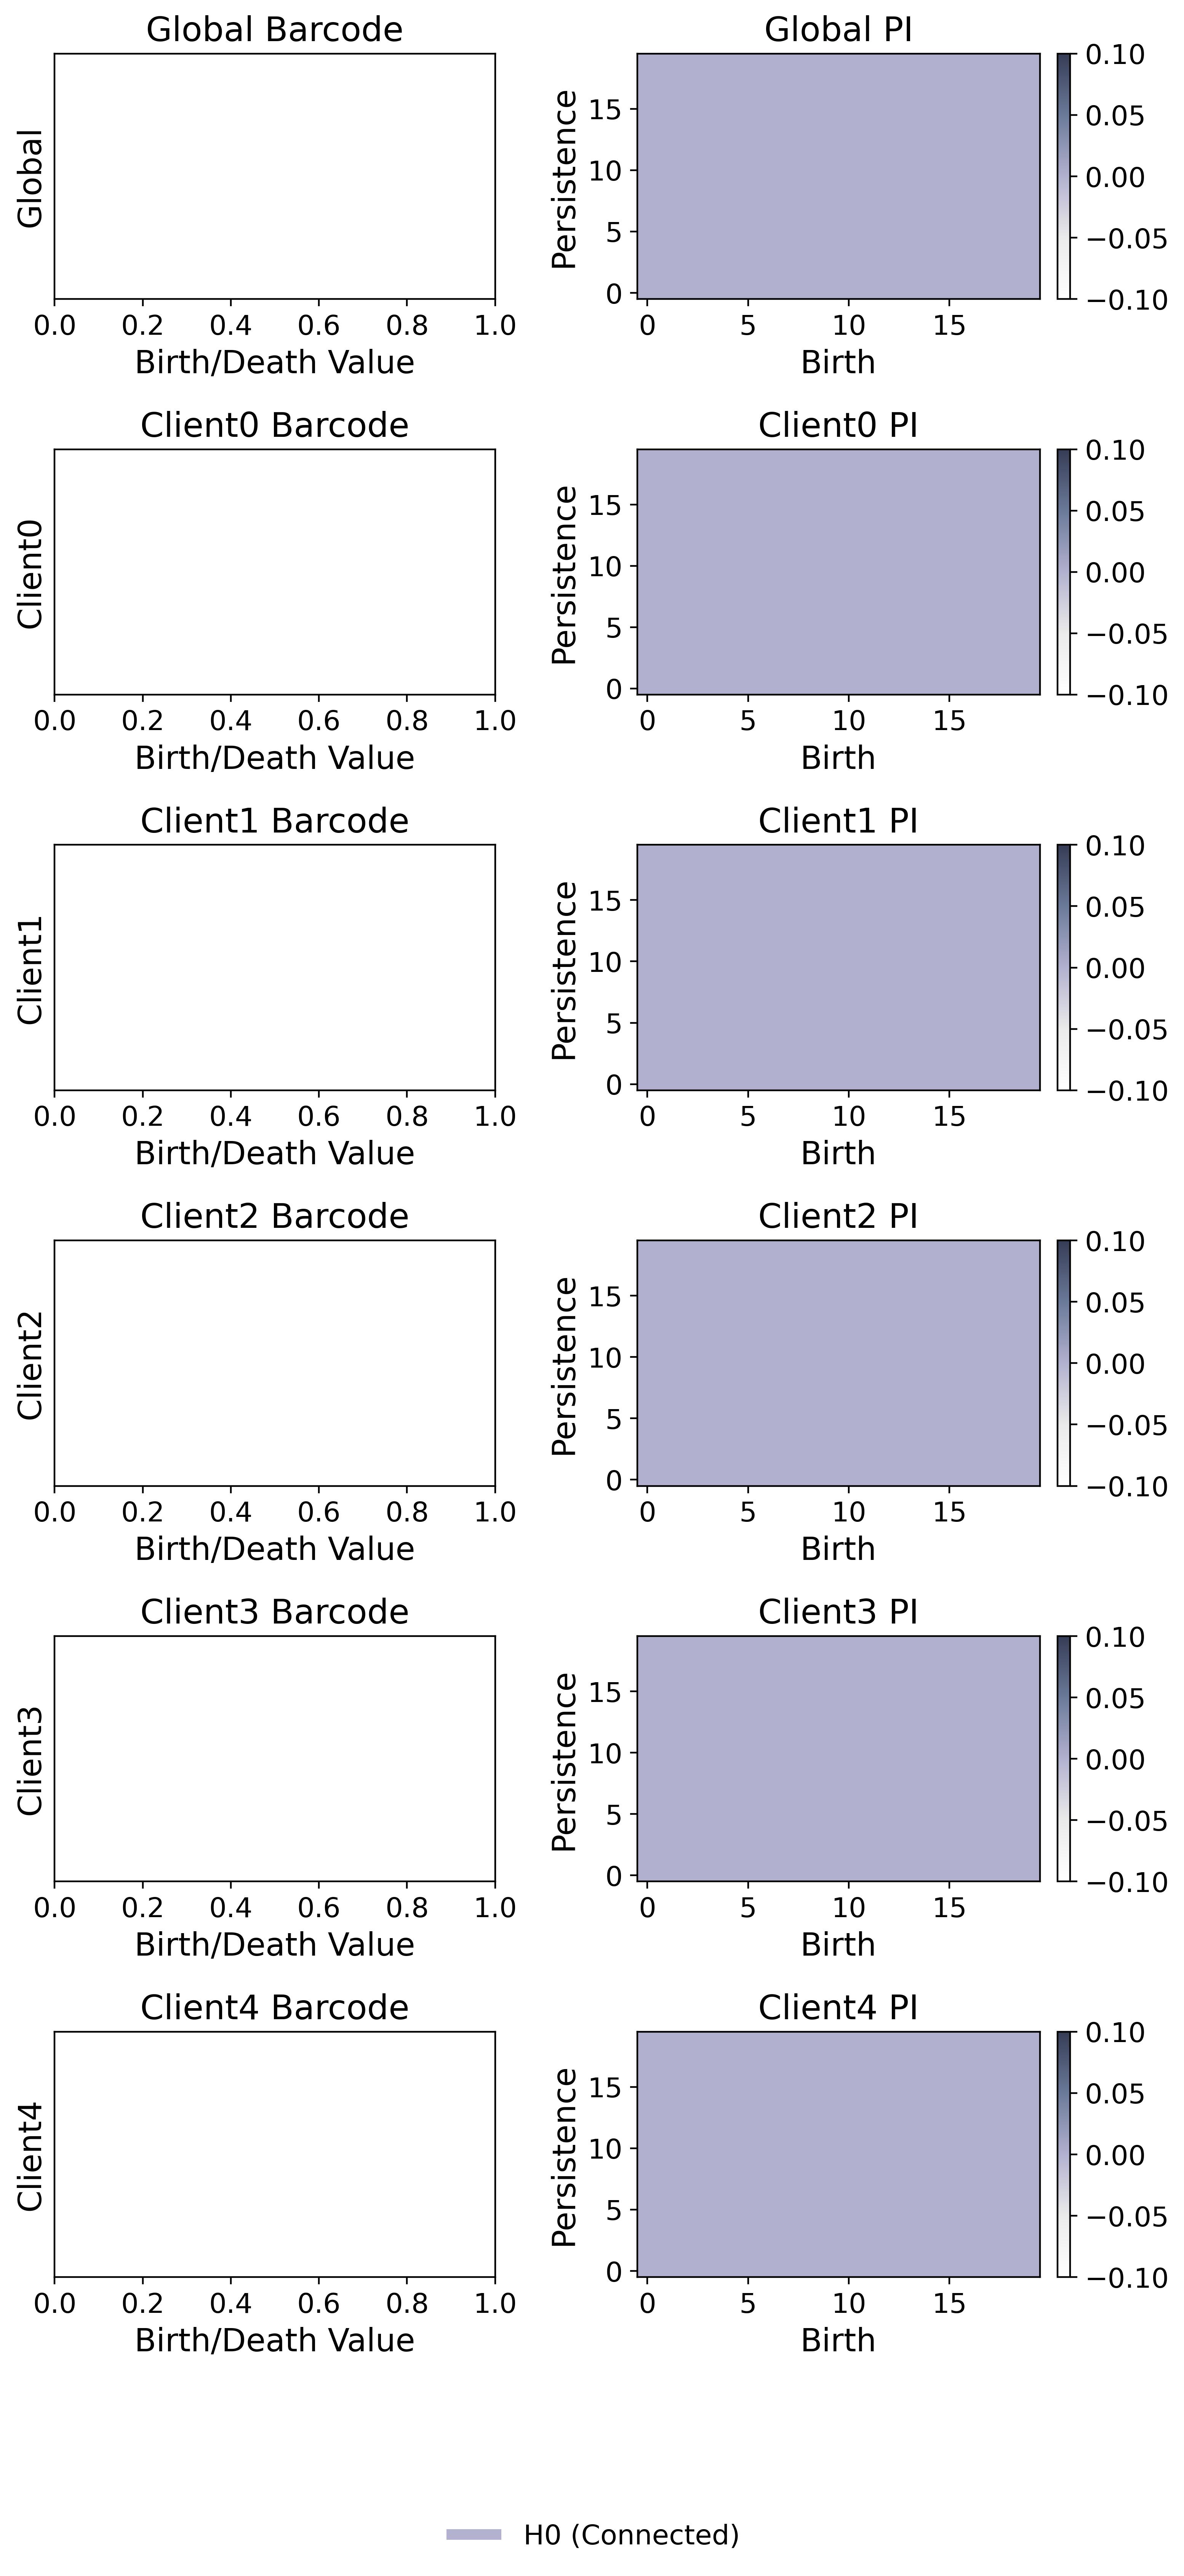 Global Barcode
Global PI
Global
Persistence
15
10
5
0
0.10
0.05
0.00
−0.05
−0.10
0.0 0.2 0.4 0.6 0.8 1.0
0 5 10 15
Birth/Death Value
Birth
Client0 Barcode
Client0 PI
Client0
Persistence
15
10
5
0
0.10
0.05
0.00
−0.05
−0.10
0.0 0.2 0.4 0.6 0.8 1.0
0 5 10 15
Birth/Death Value
Birth
Client1 Barcode
Client1 PI
Client1
Persistence
15
10
5
0
0.10
0.05
0.00
−0.05
−0.10
0.0 0.2 0.4 0.6 0.8 1.0
0 5 10 15
Birth/Death Value
Birth
Client2 Barcode
Client2 PI
Client2
Persistence
15
10
5
0
0.10
0.05
0.00
−0.05
−0.10
0.0 0.2 0.4 0.6 0.8 1.0
0 5 10 15
Birth/Death Value
Birth
Client3 Barcode
Client3 PI
Client3
Persistence
15
10
5
0
0.10
0.05
0.00
−0.05
−0.10
0.0 0.2 0.4 0.6 0.8 1.0
0 5 10 15
Birth/Death Value
Birth
Client4 Barcode
Client4 PI
Client4
Persistence
15
10
5
0
0.10
0.05
0.00
−0.05
−0.10
0.0 0.2 0.4 0.6 0.8 1.0
0 5 10 15
Birth/Death Value
Birth
H0 (Connected)